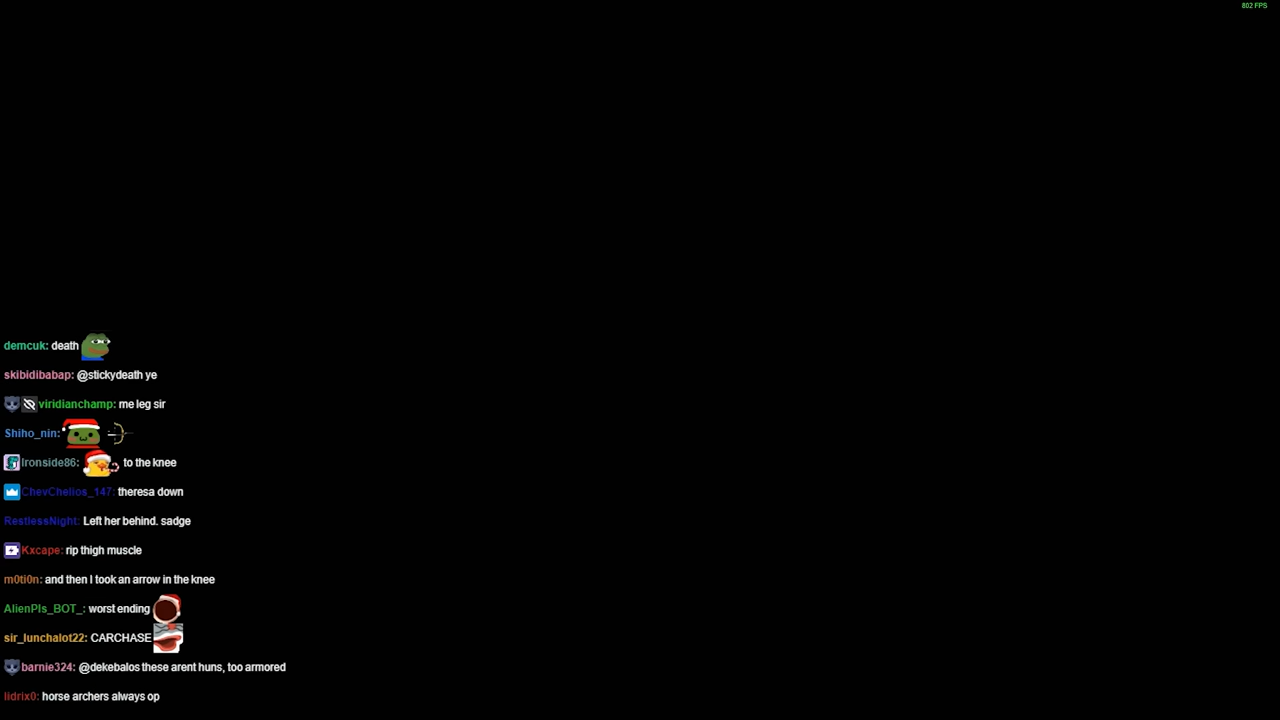 802 FPS
demcuk: death
skibidibabap: @stickydeath ye
viridianchamp: me leg sir
Shiho_nin:
Ironside86: to the knee
ChevChelios_147: theresa down
RestlessNight: Left her behind. sadge
Kxcape: rip thigh muscle
m0ti0n: and then I took an arrow in the knee
AlienPls_BOT_: worst ending
sir_lunchalot22: CARCHASE
barnie324: @dekebalos these arent huns, too armored
lidrix0: horse archers always op